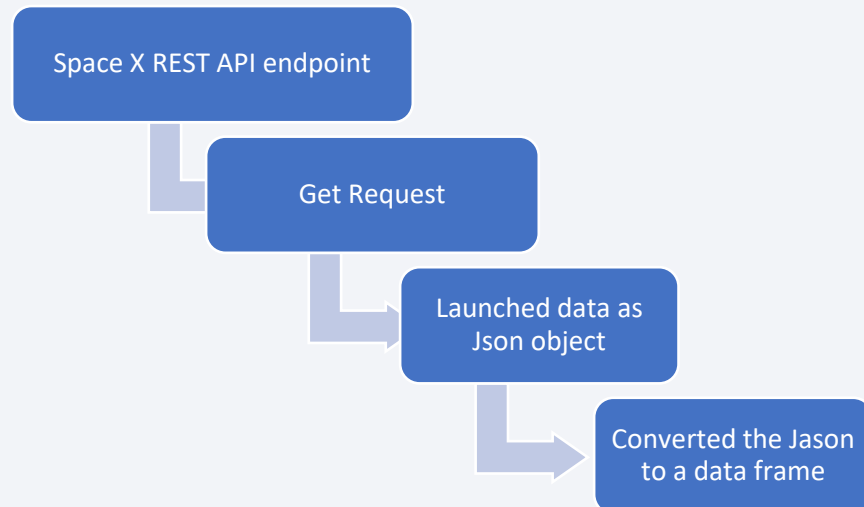 Space X REST API endpoint
Get Request
Launched data as
Json object
Converted the Jason
to a data frame